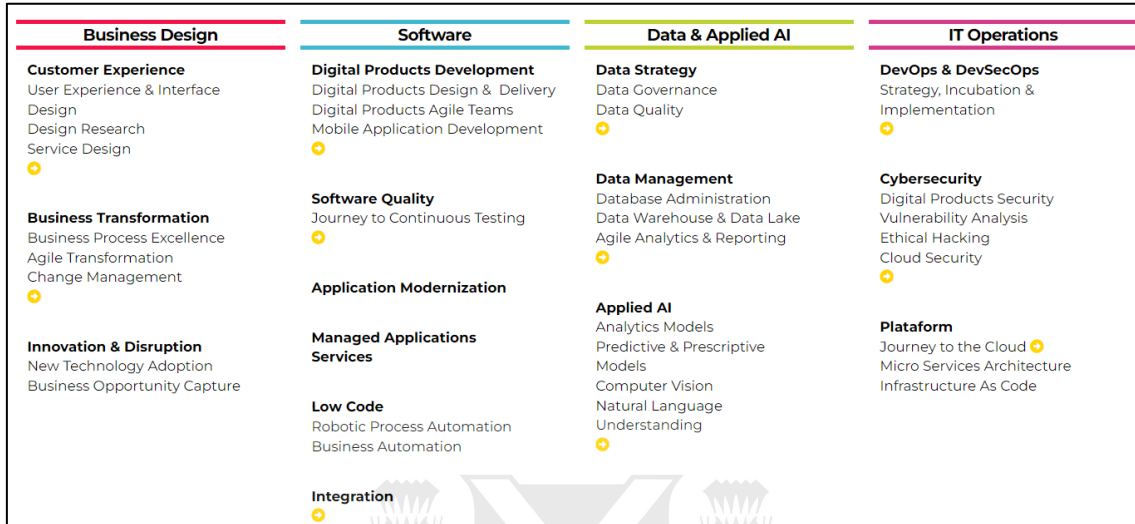 Business Design
Customer Experience
User Experience & Interface
Design
Design Research
Service Design
Business Transformation
Business Process Excellence
Agile Transformation
Change Management
Innovation & Disruption
New Technology Adoption
Business Opportunity Capture
Software
Digital Products Development
Digital Products Design & Delivery
Digital Products Agile Teams
Mobile Application Development
Software Quality
Journey to Continuous Testing
Application Modernization
Managed Applications
Services
Low Code
Robotic Process Automation
Business Automation
Integration
Data & Applied AI
Data Strategy
Data Governance
Data Quality
Data Management
Database Administration
Data Warehouse & Data Lake
Agile Analytics & Reporting
Applied AI
Analytics Models
Predictive & Prescriptive
Models
Computer Vision
Natural Language
Understanding
IT Operations
DevOps & DevSecOps
Strategy, Incubation &
Implementation
Cybersecurity
Digital Products Security
Vulnerability Analysis
Ethical Hacking
Cloud Security
Plataform
Journey to the Cloud
Micro Services Architecture
Infrastructure As Code